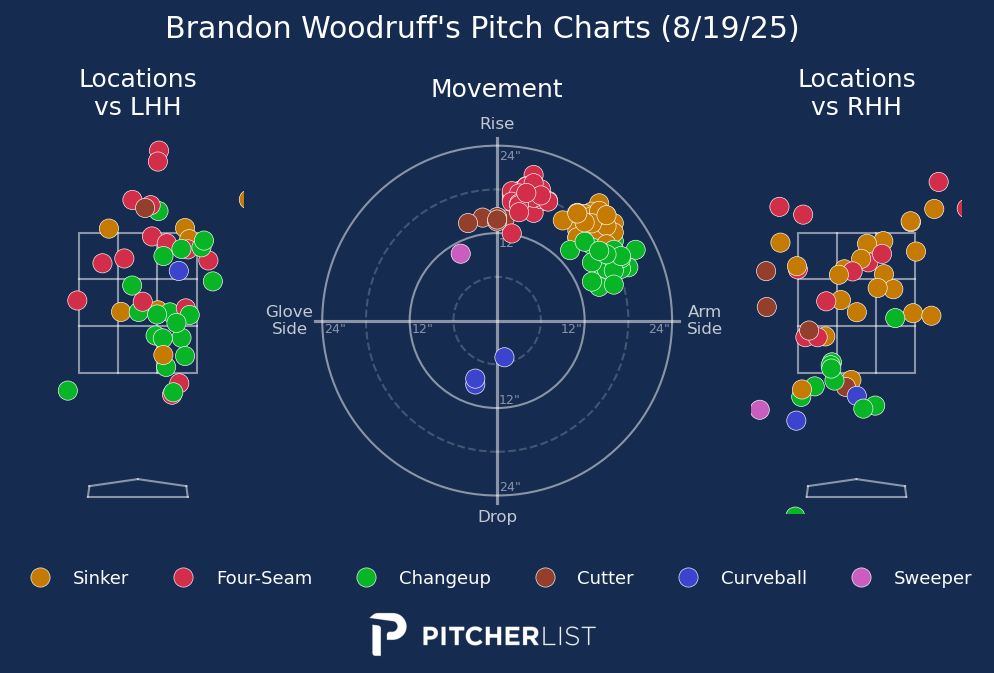 Brandon Woodruff's Pitch Charts (8/19/25)
Locations
vs LHH
Movement
Locations
vs RHH
Rise
24"
12"
Glove
Side
24"
12"
12"
24"
Arm
Side
12"
24"
Drop
Sinker
Four-Seam
Changeup
Cutter
Curveball
Sweeper
PITCHERLIST